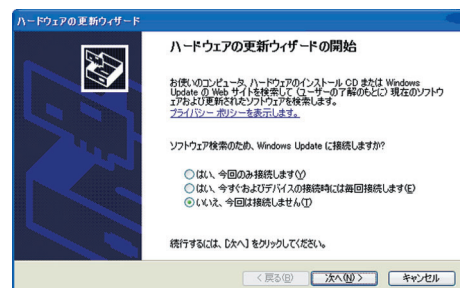 ハードウェアの更新ウィザード
ハードウェアの更新ウィザードの開始
お使いのコンピュータ、ハードウェアのインストール CD または Windows
Update の Web サイトを検索して (ユーザーの了解のもとに) 現在のソフトウ
ェアおよび更新されたソフトウェアを検索します。
プライバシー ポリシーを表示します。
ソフトウェア検索のため、Windows Update に接続しますか?
はい、今回のみ接続します(Y)
はい、今すぐおよびデバイスの接続時には毎回接続します(E)
いいえ、今回は接続しません(T)
続行するには、[次へ] をクリックしてください。
< 戻る(B) 次へ(N) > キャンセル